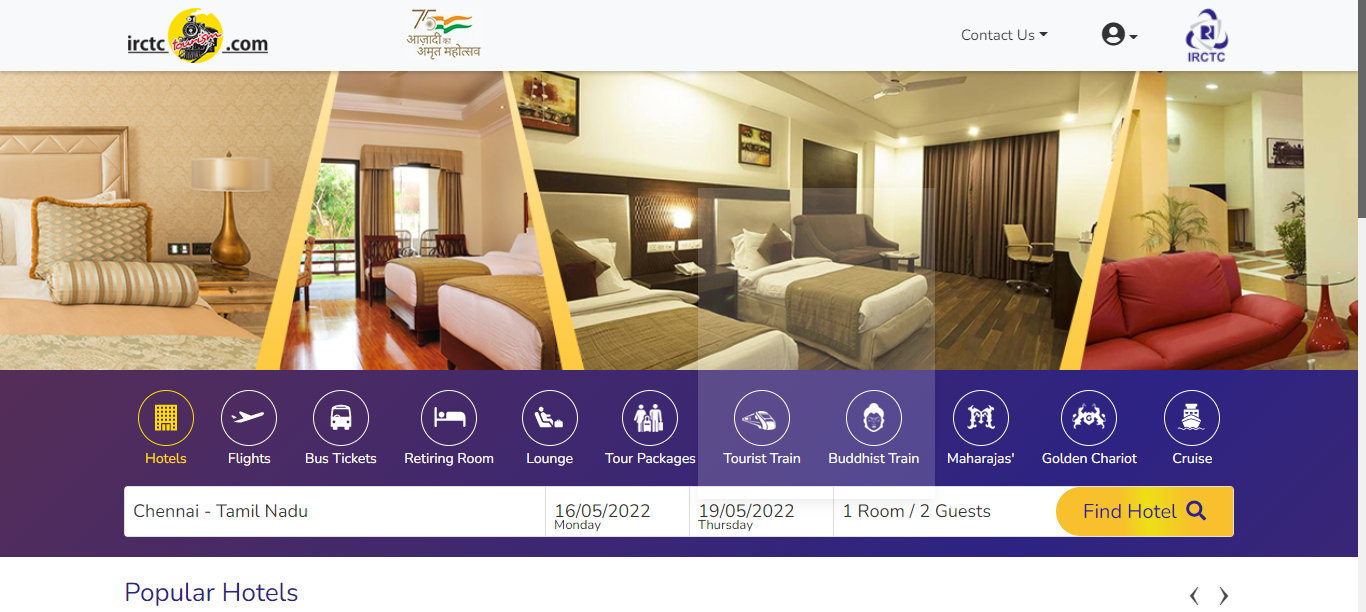 irctc tourism .com
75
आज़ादी का
अमृत महोत्सव
Contact Us
IRCTC
Hotels
Flights
Bus Tickets
Retiring Room
Lounge
Tour Packages
Tourist Train
Buddhist Train
Maharajas'
Golden Chariot
Cruise
Chennai - Tamil Nadu
16/05/2022
Monday
19/05/2022
Thursday
1 Room / 2 Guests
Find Hotel
Popular Hotels